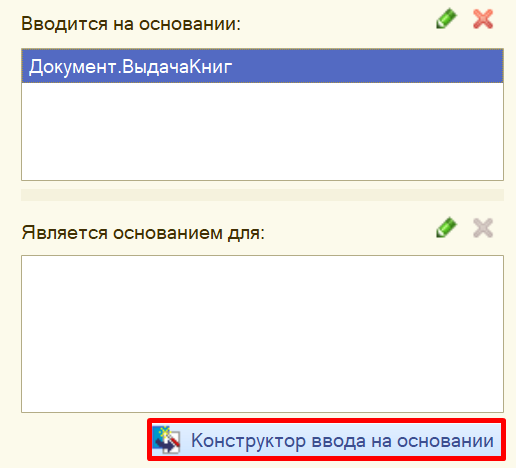 Вводится на основании:
Документ.ВыдачаКниг
Является основанием для:
Конструктор ввода на основании